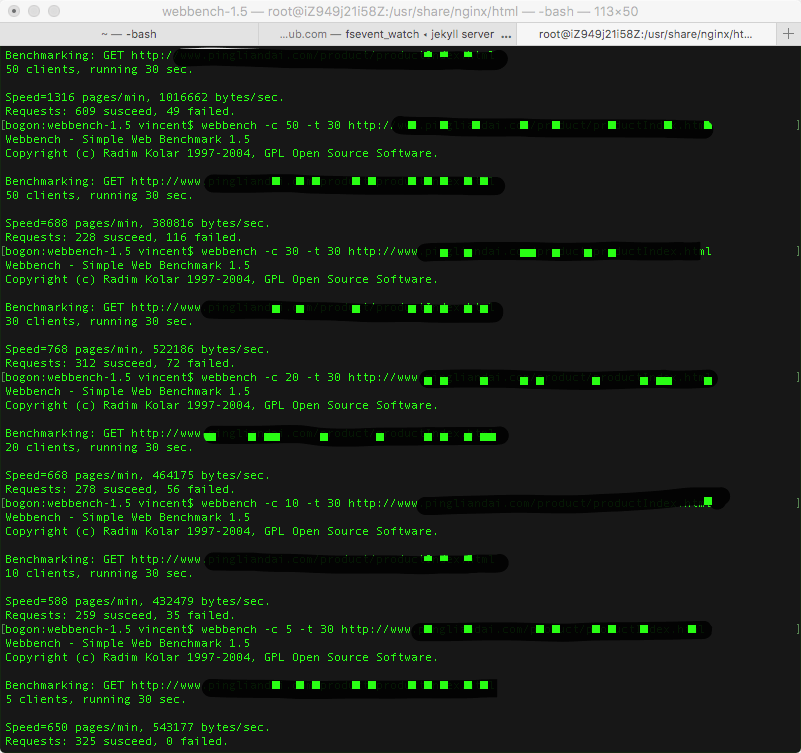 webbench-1.5 — root@iZ949j21i58Z:/usr/share/nginx/html — -bash — 113×50
~ — -bash
...ub.com — fsevent_watch ◂ jekyll server ...
root@iZ949j21i58Z:/usr/share/nginx/ht...
Benchmarking: GET http:/
50 clients, running 30 sec.
Speed=1316 pages/min, 1016662 bytes/sec.
Requests: 609 susceed, 49 failed.
[bogon:webbench-1.5 vincent$ webbench -c 50 -t 30 http:/ ]
Webbench - Simple Web Benchmark 1.5
Copyright (c) Radim Kolar 1997-2004, GPL Open Source Software.
Benchmarking: GET http://www
50 clients, running 30 sec.
Speed=688 pages/min, 380816 bytes/sec.
Requests: 228 susceed, 116 failed.
[bogon:webbench-1.5 vincent$ webbench -c 30 -t 30 http://www ml ]
Webbench - Simple Web Benchmark 1.5
Copyright (c) Radim Kolar 1997-2004, GPL Open Source Software.
Benchmarking: GET http://www
30 clients, running 30 sec.
Speed=768 pages/min, 522186 bytes/sec.
Requests: 312 susceed, 72 failed.
[bogon:webbench-1.5 vincent$ webbench -c 20 -t 30 http://www ]
Webbench - Simple Web Benchmark 1.5
Copyright (c) Radim Kolar 1997-2004, GPL Open Source Software.
Benchmarking: GET http://www
20 clients, running 30 sec.
Speed=668 pages/min, 464175 bytes/sec.
Requests: 278 susceed, 56 failed.
[bogon:webbench-1.5 vincent$ webbench -c 10 -t 30 http://www ]
Webbench - Simple Web Benchmark 1.5
Copyright (c) Radim Kolar 1997-2004, GPL Open Source Software.
Benchmarking: GET http://www
10 clients, running 30 sec.
Speed=588 pages/min, 432479 bytes/sec.
Requests: 259 susceed, 35 failed.
[bogon:webbench-1.5 vincent$ webbench -c 5 -t 30 http://www ]
Webbench - Simple Web Benchmark 1.5
Copyright (c) Radim Kolar 1997-2004, GPL Open Source Software.
Benchmarking: GET http://www
5 clients, running 30 sec.
Speed=650 pages/min, 543177 bytes/sec.
Requests: 325 susceed, 0 failed.